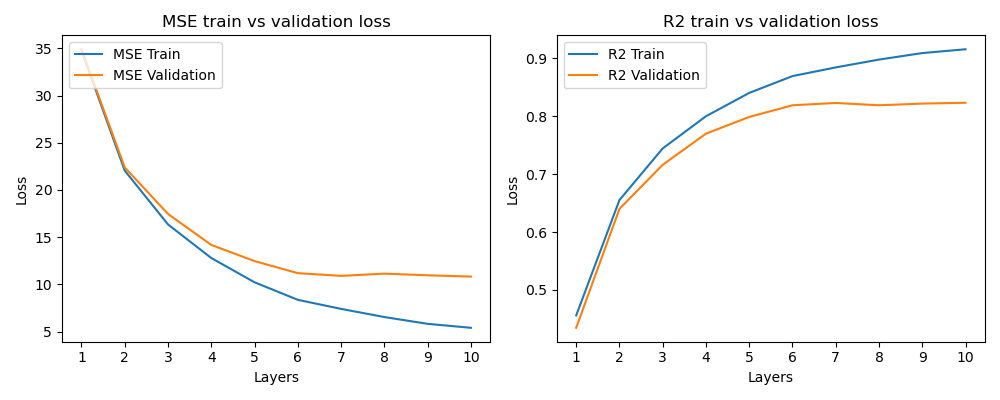 MSE train vs validation loss
MSE Train
MSE Validation
35
30
25
20
15
10
5
Loss
1 2 3 4 5 6 7 8 9 10
Layers
R2 train vs validation loss
R2 Train
R2 Validation
0.9
0.8
0.7
0.6
0.5
Loss
1 2 3 4 5 6 7 8 9 10
Layers